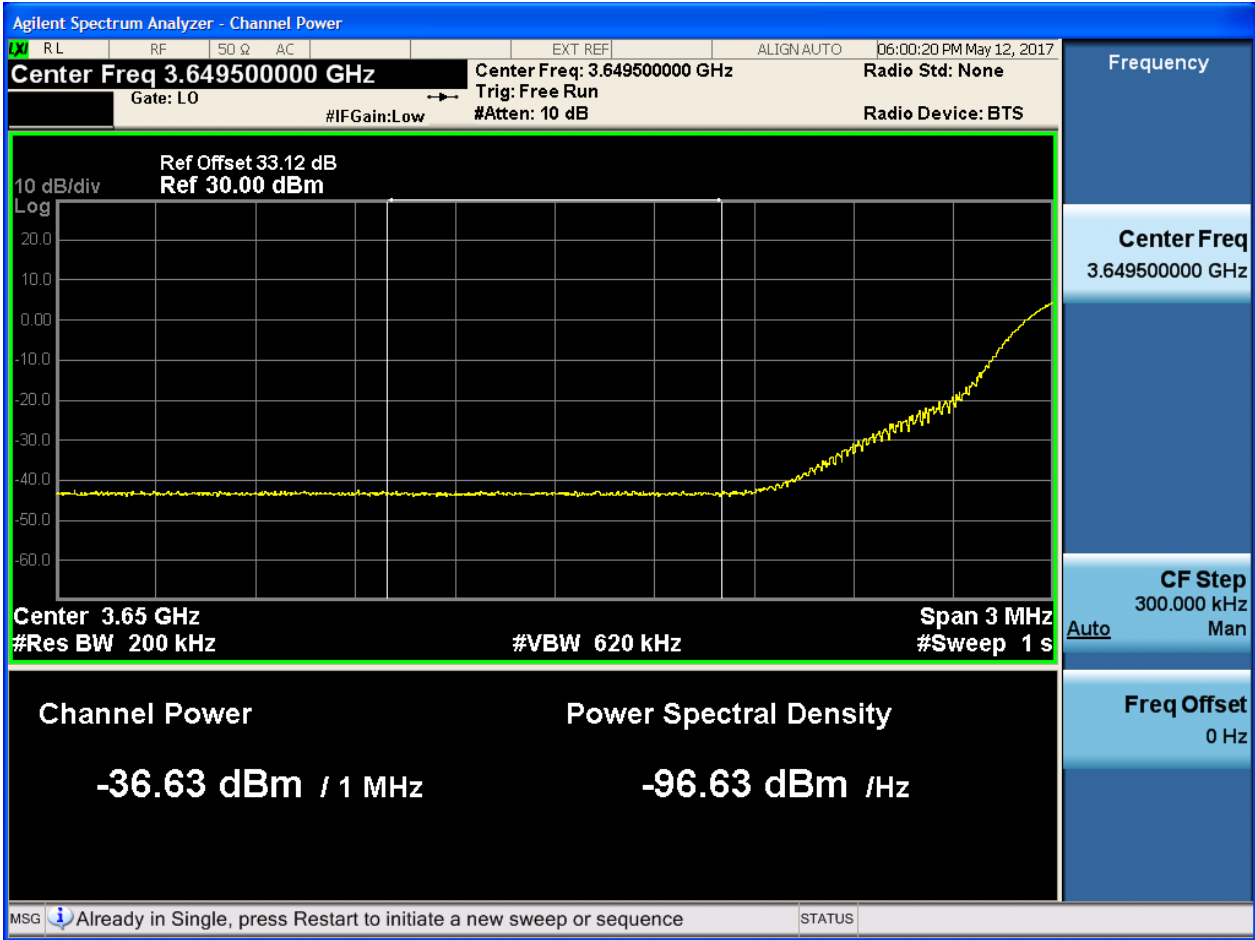 Agilent Spectrum Analyzer - Channel Power
LXI RL RF 50 Ω AC EXT REF ALIGN AUTO 06:00:20 PM May 12, 2017
Center Freq 3.649500000 GHz
Gate: LO
#IFGain:Low
Center Freq: 3.649500000 GHz
Trig: Free Run
#Atten: 10 dB
Radio Std: None
Radio Device: BTS
Ref Offset 33.12 dB
10 dB/div Ref 30.00 dBm
Log
20.0
10.0
0.00
-10.0
-20.0
-30.0
-40.0
-50.0
-60.0
Center 3.65 GHz Span 3 MHz
#Res BW 200 kHz #VBW 620 kHz #Sweep 1 s
Channel Power Power Spectral Density
-36.63 dBm / 1 MHz -96.63 dBm /Hz
MSG Already in Single, press Restart to initiate a new sweep or sequence STATUS
Frequency
Center Freq
3.649500000 GHz
CF Step
300.000 kHz
Auto Man
Freq Offset
0 Hz